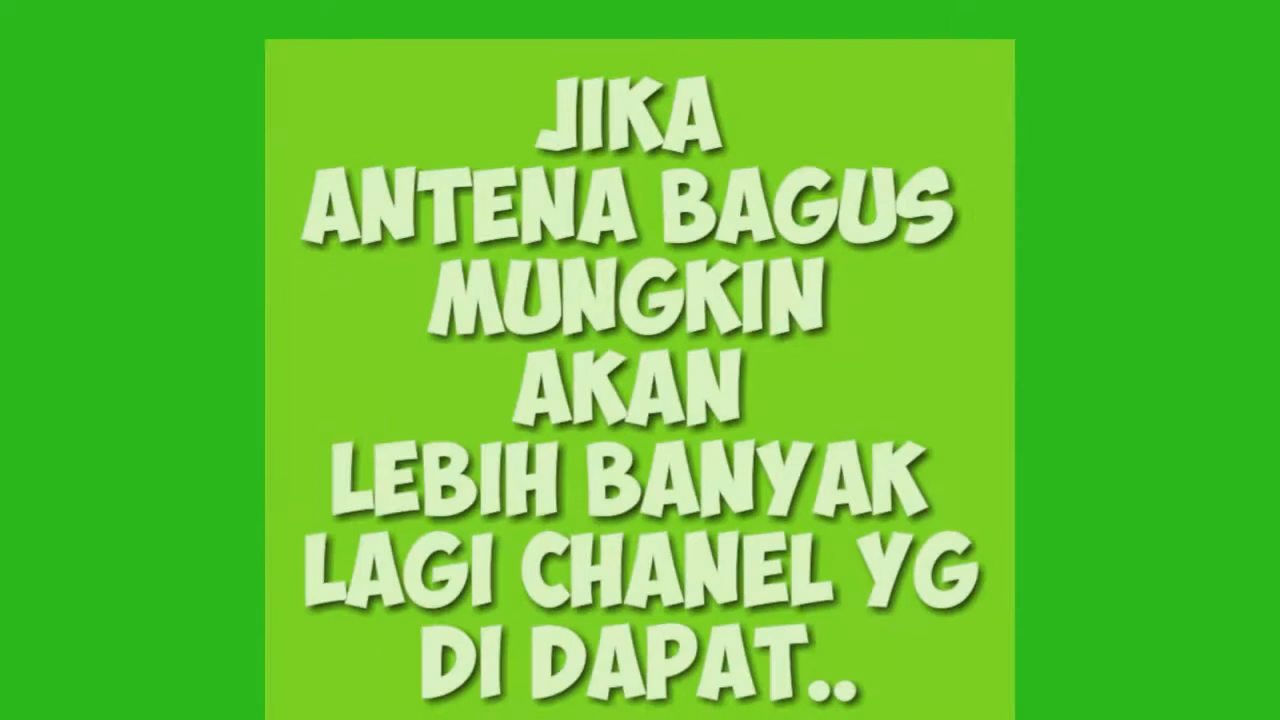 JIKA
ANTENA BAGUS
MUNGKIN
AKAN
LEBIH BANYAK
LAGI CHANEL YG
DI DAPAT..